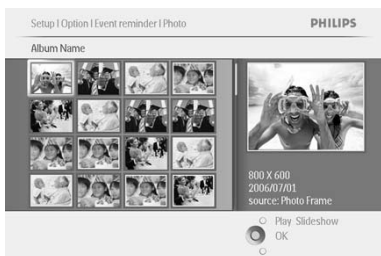 Setup I Option I Event reminder I Photo
PHILIPS
Album Name
800 X 600
2006/07/01
source: Photo Frame
Play Slideshow
OK